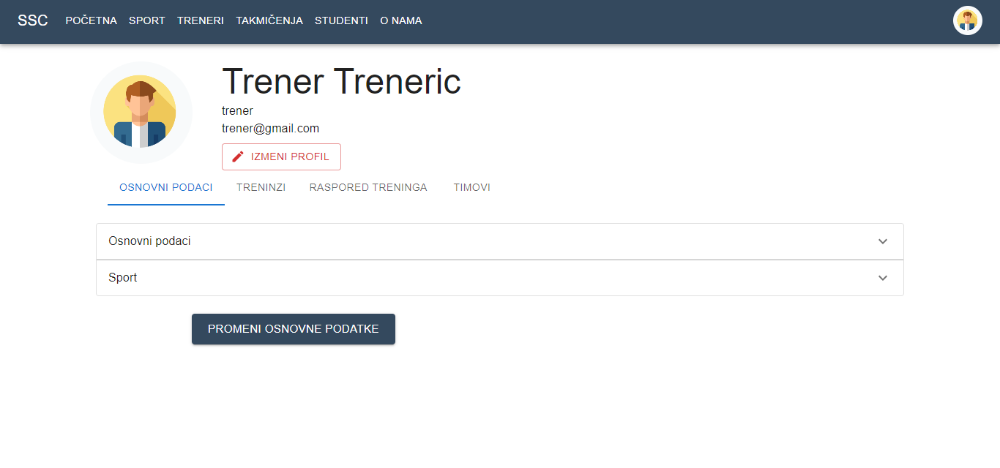 SSC POČETNA SPORT TRENERI TAKMIČENJA STUDENTI O NAMA
Trener Treneric
trener
trener@gmail.com
IZMENI PROFIL
OSNOVNI PODACI TRENINZI RASPORED TRENINGA TIMOVI
Osnovni podaci
Sport
PROMENI OSNOVNE PODATKE